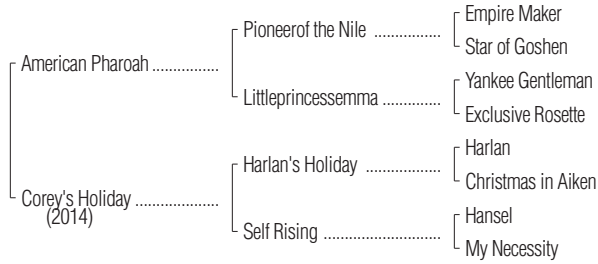 Empire Maker
Pioneerof the Nile ................
Star of Goshen
American Pharoah ................
Yankee Gentleman
Littleprincessemma ..............
Exclusive Rosette
Harlan
Harlan's Holiday ..................
Christmas in Aiken
Corey's Holiday ....................
(2014)
Hansel
Self Rising ............................
My Necessity